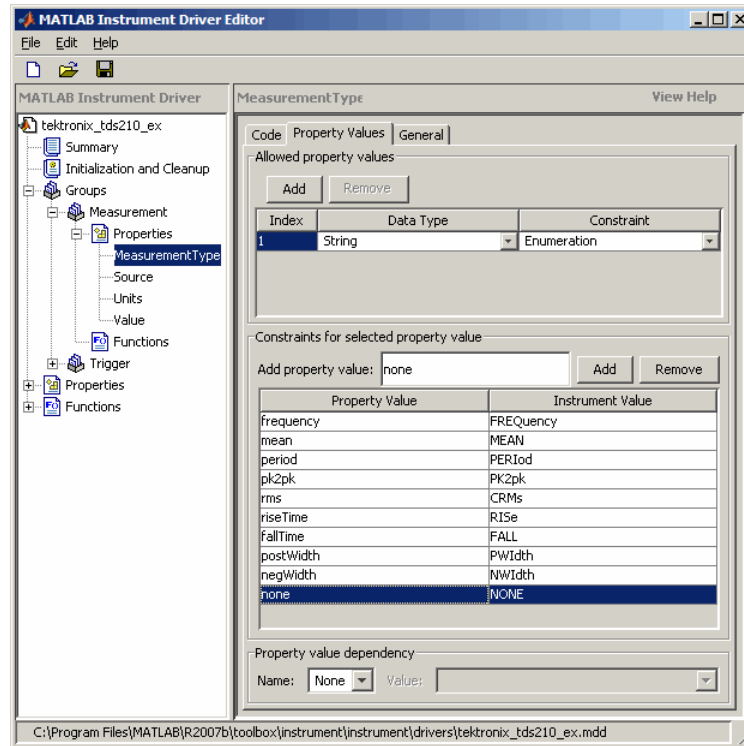 MATLAB Instrument Driver Editor
File Edit Help
MATLAB Instrument Driver
MeasurementType
View Help
tektronix_tds210_ex
Summary
Initialization and Cleanup
Groups
Measurement
Properties
MeasurementType
Source
Units
Value
Functions
Trigger
Properties
Functions
Code Property Values General
Allowed property values
Add Remove
Index Data Type Constraint
1 String Enumeration
Constraints for selected property value
Add property value: none Add Remove
Property Value Instrument Value
frequency FREQuency
mean MEAN
period PERIod
pk2pk PK2pk
rms CRMs
riseTime RISe
fallTime FALL
postWidth PWIdth
negWidth NWIdth
none NONE
Property value dependency
Name: None Value:
C:\Program Files\MATLAB\R2007b\toolbox\instrument\instrument\drivers\tektronix_tds210_ex.mdd